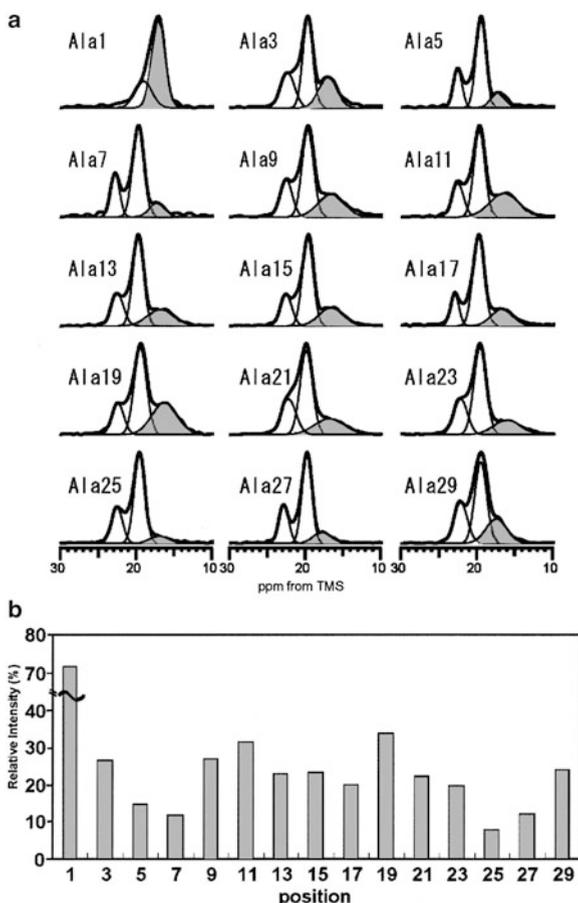 a
Ala1 Ala3 Ala5
Ala7 Ala9 Ala11
Ala13 Ala15 Ala17
Ala19 Ala21 Ala23
Ala25 Ala27 Ala29
30 20 10 30 20 10 30 20 10
ppm from TMS
b
Relative Intensity (%)
80
70
40
30
20
10
0
1 3 5 7 9 11 13 15 17 19 21 23 25 27 29
position